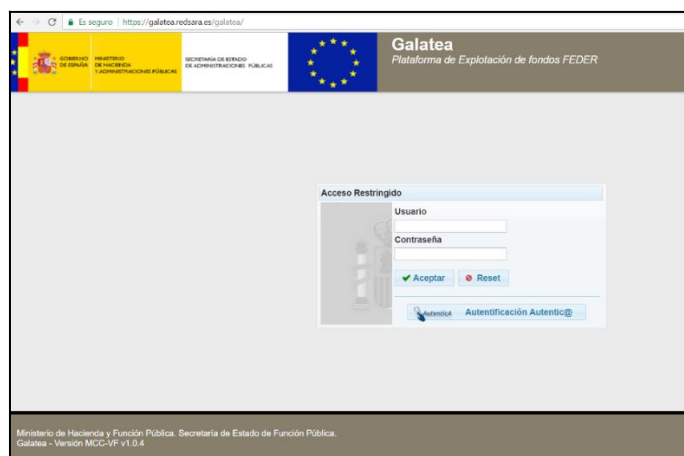 Es seguro | https://galatea.redsara.es/galatea/
GOBIERNO
DE ESPAÑA
MINISTERIO
DE HACIENDA
Y ADMINISTRACIONES PÚBLICAS
SECRETARÍA DE ESTADO
DE ADMINISTRACIONES PÚBLICAS
Galatea
Plataforma de Explotación de fondos FEDER
Acceso Restringido
Usuario
Contraseña
Aceptar
Reset
AutenticA
Autentificación Autentic@
Ministerio de Hacienda y Función Pública. Secretaría de Estado de Función Pública.
Galatea - Versión MCC-VF v1.0.4